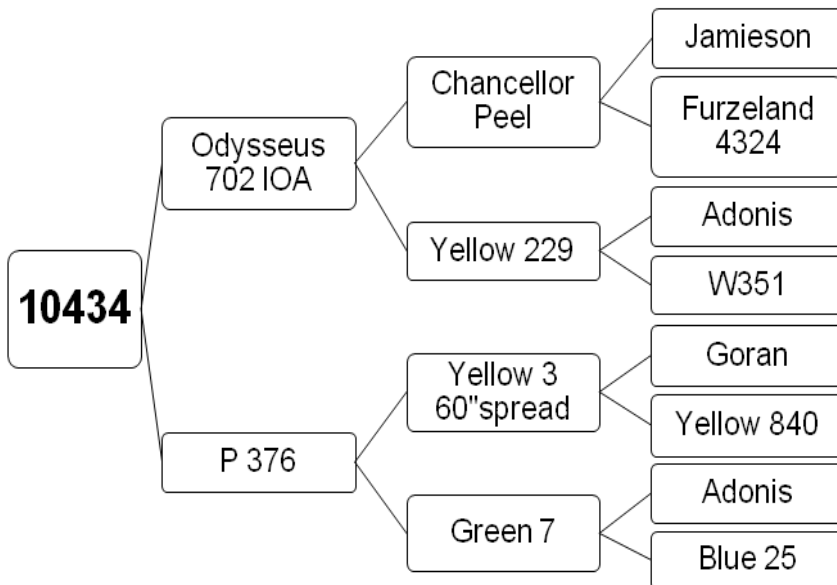 10434
Odysseus
702 IOA
P 376
Chancellor
Peel
Yellow 229
Yellow 3
60"spread
Green 7
Jamieson
Furzeland
4324
Adonis
W351
Goran
Yellow 840
Adonis
Blue 25